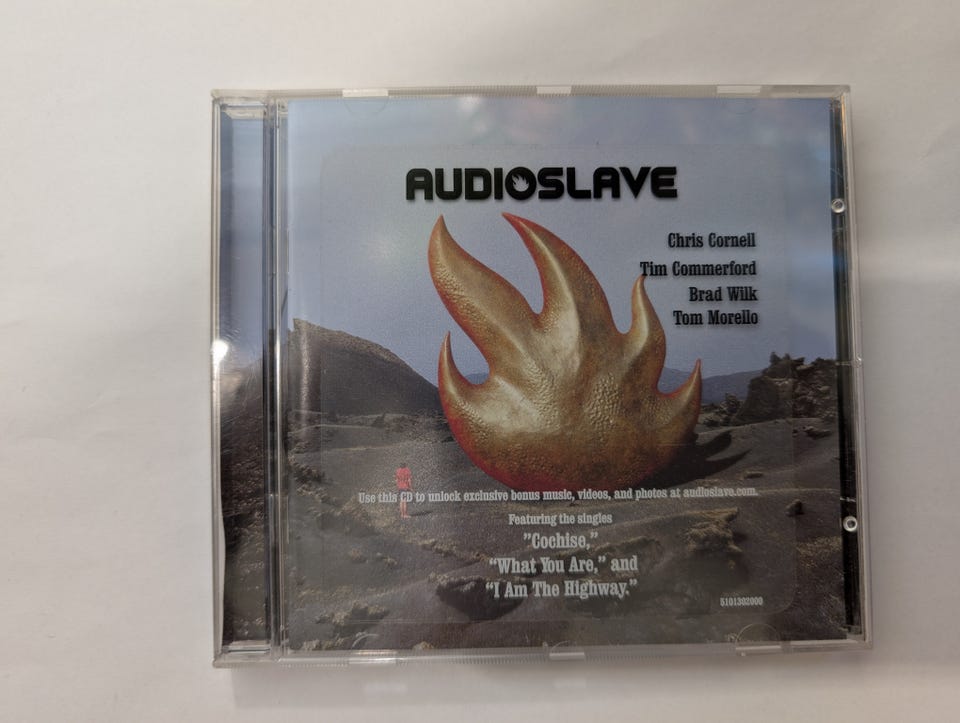 AUDIOSLAVE
Chris Cornell
Tim Commerford
Brad Wilk
Tom Morello
Use this CD to unlock exclusive bonus music, videos, and photos at audioslave.com.
Featuring the singles
"Cochise,"
"What You Are," and
"I Am The Highway."
5101302000